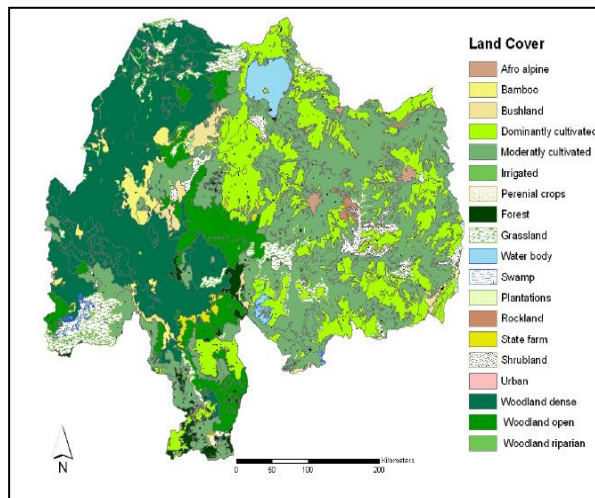 Land Cover
Afro alpine
Bamboo
Bushland
Dominantly cultivated
Moderatly cultivated
Irrigated
Perenial crops
Forest
Grassland
Water body
Swamp
Plantations
Rockland
State farm
Shrubland
Urban
Woodland dense
Woodland open
Woodland riparian
N
Kilometers
0 50 100 200